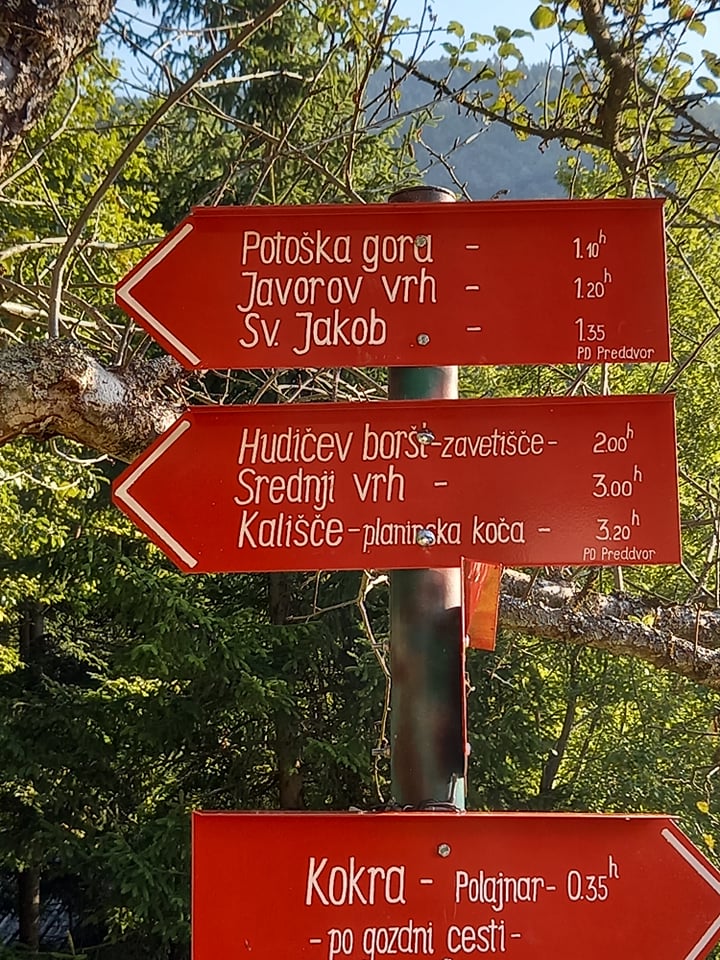 Potoška gora - 1.10h
Javorov vrh - 1.20h
Sv. Jakob - 1.35
PD Preddvor
Hudičev boršt-zavetišče- 2.00h
Srednji vrh - 3.00h
Kališče-planinska koča - 3.20h
PD Preddvor
Kokra - Polajnar- 0.35h
-po gozdni cesti-